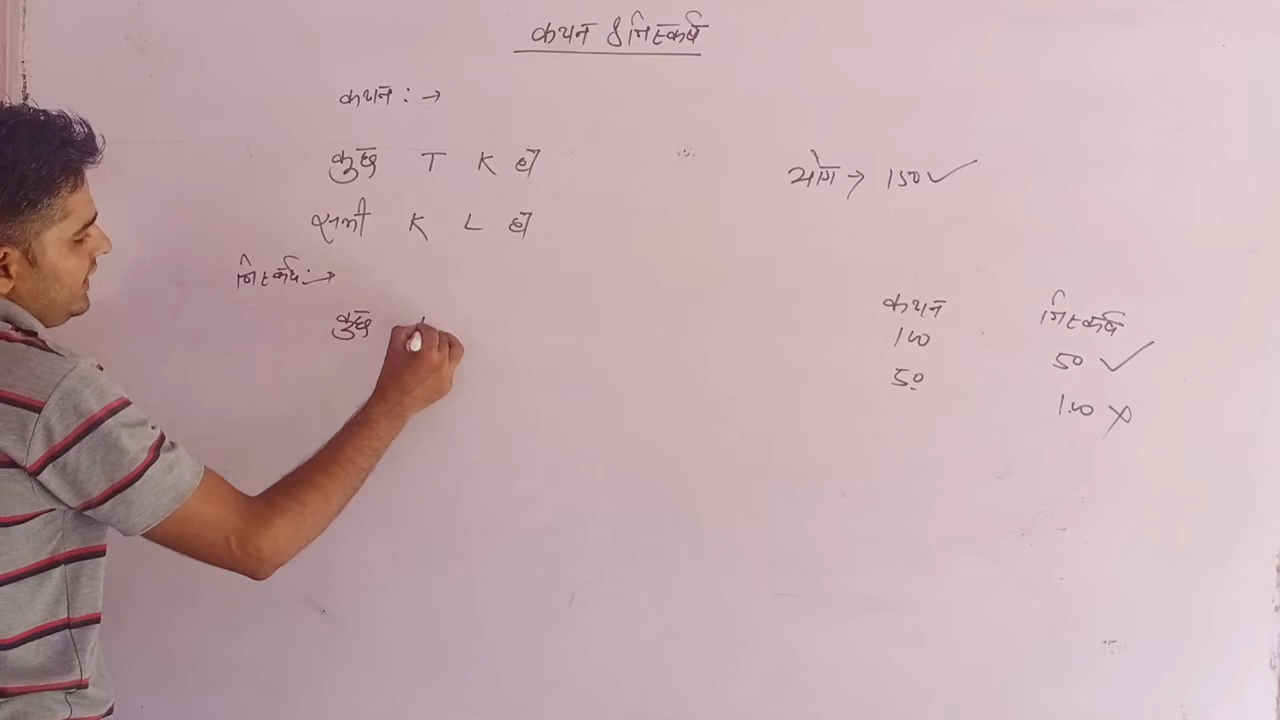 कथन & निष्कर्ष
कथन : →
कुछ T K है
सभी K L है
निष्कर्ष : →
कुछ
योग → 150 ✓
कथन निष्कर्ष
100 50 ✓
50 100 ✗